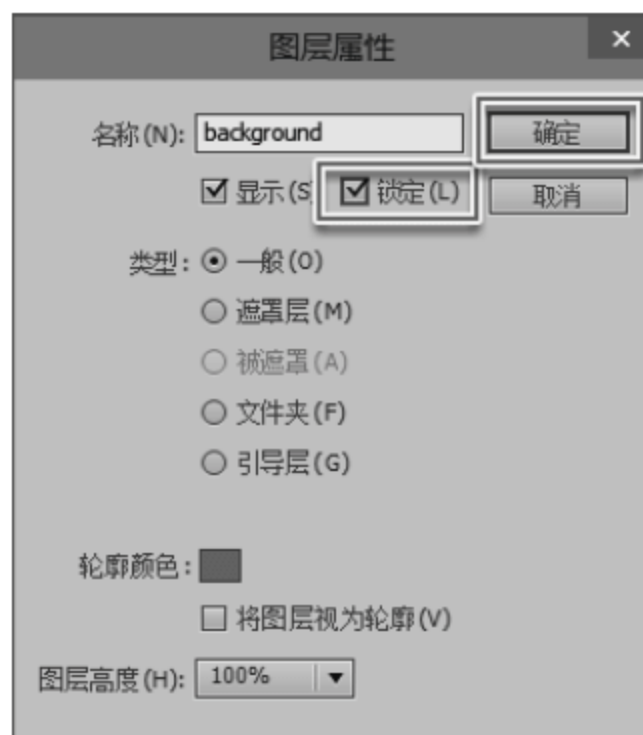 图层属性
名称(N): background 确定
显示(S 锁定(L) 取消
类型: 一般(O)
遮罩层(M)
被遮罩(A)
文件夹(F)
引导层(G)
轮廓颜色:
将图层视为轮廓(V)
图层高度(H): 100%